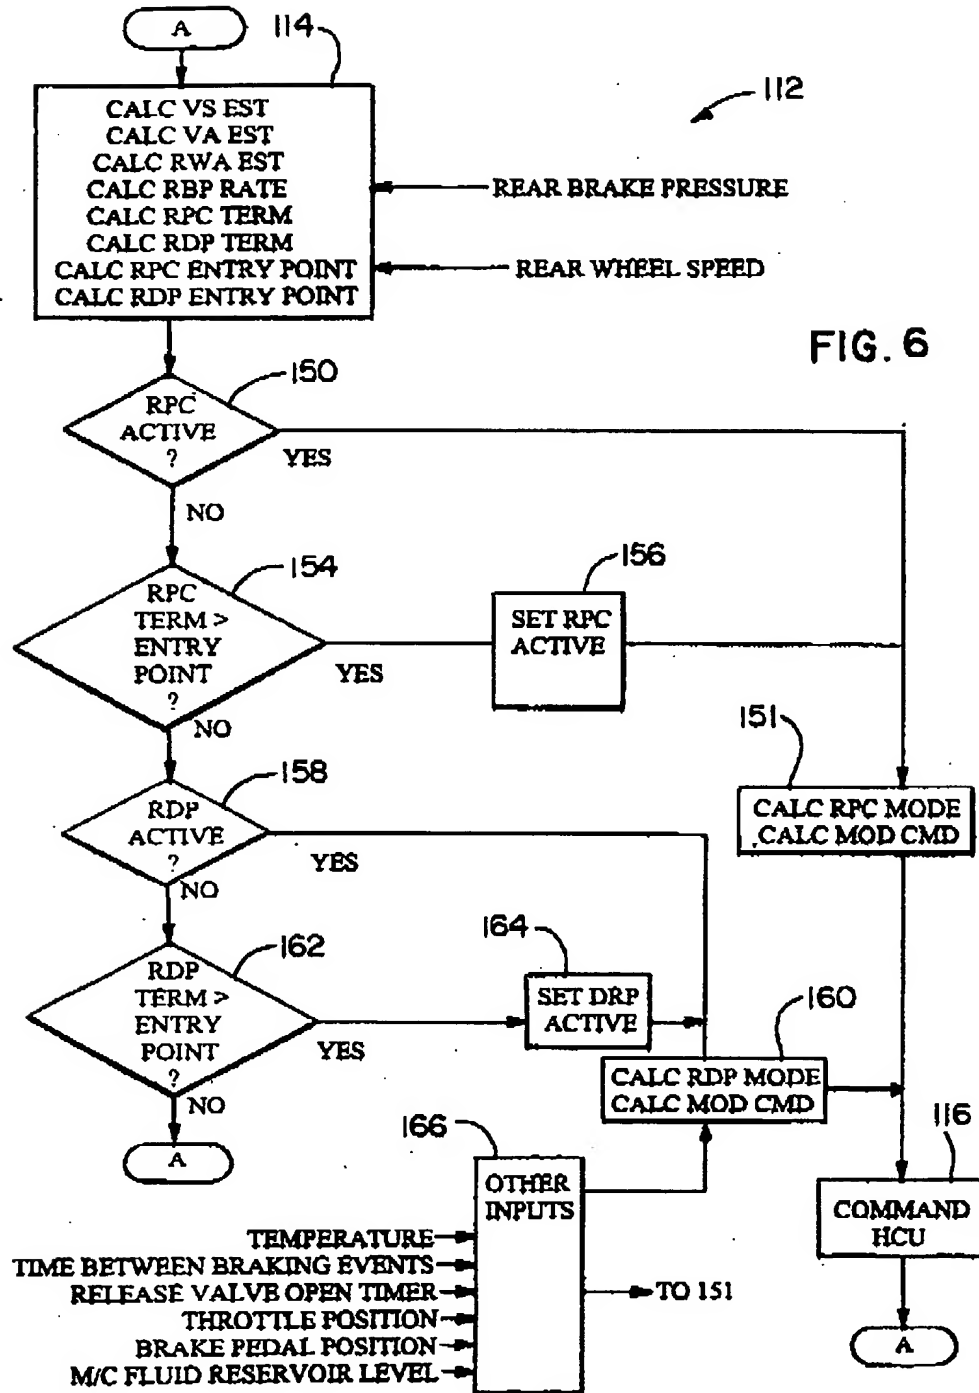 A
114
112
CALC VS EST
CALC VA EST
CALC RWA EST
CALC RBP RATE
CALC RPC TERM
CALC RDP TERM
CALC RPC ENTRY POINT
CALC RDP ENTRY POINT
REAR BRAKE PRESSURE
REAR WHEEL SPEED
FIG. 6
150
RPC
ACTIVE
?
YES
NO
154
RPC
TERM >
ENTRY
POINT
?
YES
NO
156
SET RPC
ACTIVE
151
CALC RPC MODE
CALC MOD CMD
158
RDP
ACTIVE
?
YES
NO
162
RDP
TERM >
ENTRY
POINT
?
YES
NO
164
SET DRP
ACTIVE
160
CALC RDP MODE
CALC MOD CMD
A
166
OTHER
INPUTS
116
COMMAND
HCU
TEMPERATURE
TIME BETWEEN BRAKING EVENTS
RELEASE VALVE OPEN TIMER
THROTTLE POSITION
BRAKE PEDAL POSITION
M/C FLUID RESERVOIR LEVEL
TO 151
A